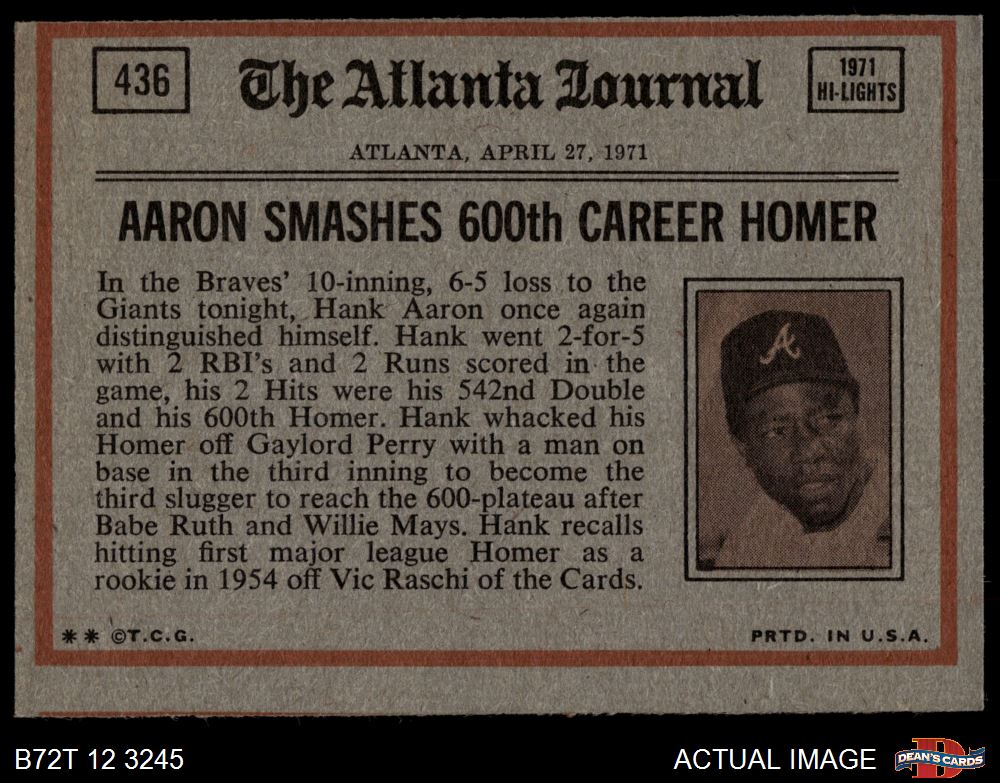 436
The Atlanta Journal
1971
HI-LIGHTS
ATLANTA, APRIL 27, 1971
AARON SMASHES 600th CAREER HOMER
In the Braves' 10-inning, 6-5 loss to the
Giants tonight, Hank Aaron once again
distinguished himself. Hank went 2-for-5
with 2 RBI's and 2 Runs scored in the
game, his 2 Hits were his 542nd Double
and his 600th Homer. Hank whacked his
Homer off Gaylord Perry with a man on
base in the third inning to become the
third slugger to reach the 600-plateau after
Babe Ruth and Willie Mays. Hank recalls
hitting first major league Homer as a
rookie in 1954 off Vic Raschi of the Cards.
A
** ©T.C.G.
PRTD. IN U.S.A.
B72T 12 3245
ACTUAL IMAGE
D
DEAN'S CARDS